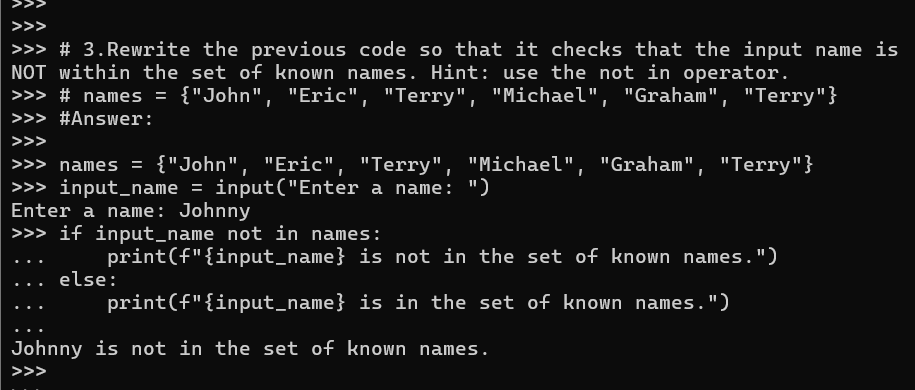 >>>
>>>
>>> # 3.Rewrite the previous code so that it checks that the input name is
NOT within the set of known names. Hint: use the not in operator.
>>> # names = {"John", "Eric", "Terry", "Michael", "Graham", "Terry"}
>>> #Answer:
>>>
>>> names = {"John", "Eric", "Terry", "Michael", "Graham", "Terry"}
>>> input_name = input("Enter a name: ")
Enter a name: Johnny
>>> if input_name not in names:
...     print(f"{input_name} is not in the set of known names.")
... else:
...     print(f"{input_name} is in the set of known names.")
...
Johnny is not in the set of known names.
>>>